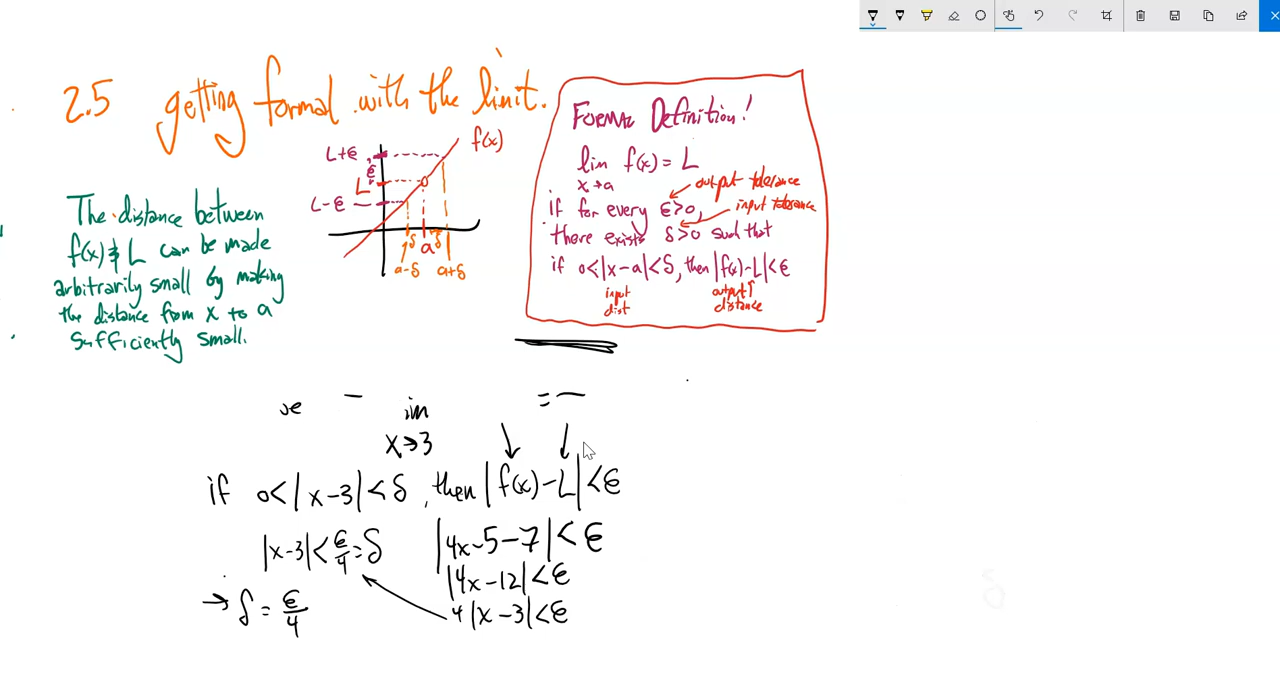 2.5 getting formal with the limit.
The distance between
f(x) & L can be made
arbitrarily small by making
the distance from x to a
sufficiently small.
L+ε
ε
L
L-ε
f(x)
δ a δ
a-δ a+δ
Formal Definition!
lim f(x) = L
x→a
output tolerance
if for every ε>0,
input tolerance
there exists δ>0 such that
if 0<|x-a|<δ, then |f(x)-L|<ε
input dist
output distance
im = —
x→3
if 0<|x-3|<δ, then |f(x)-L|<ε
|x-3|<ε/4=δ
|4x-5-7|<ε
|4x-12|<ε
→ δ=ε/4
4|x-3|<ε